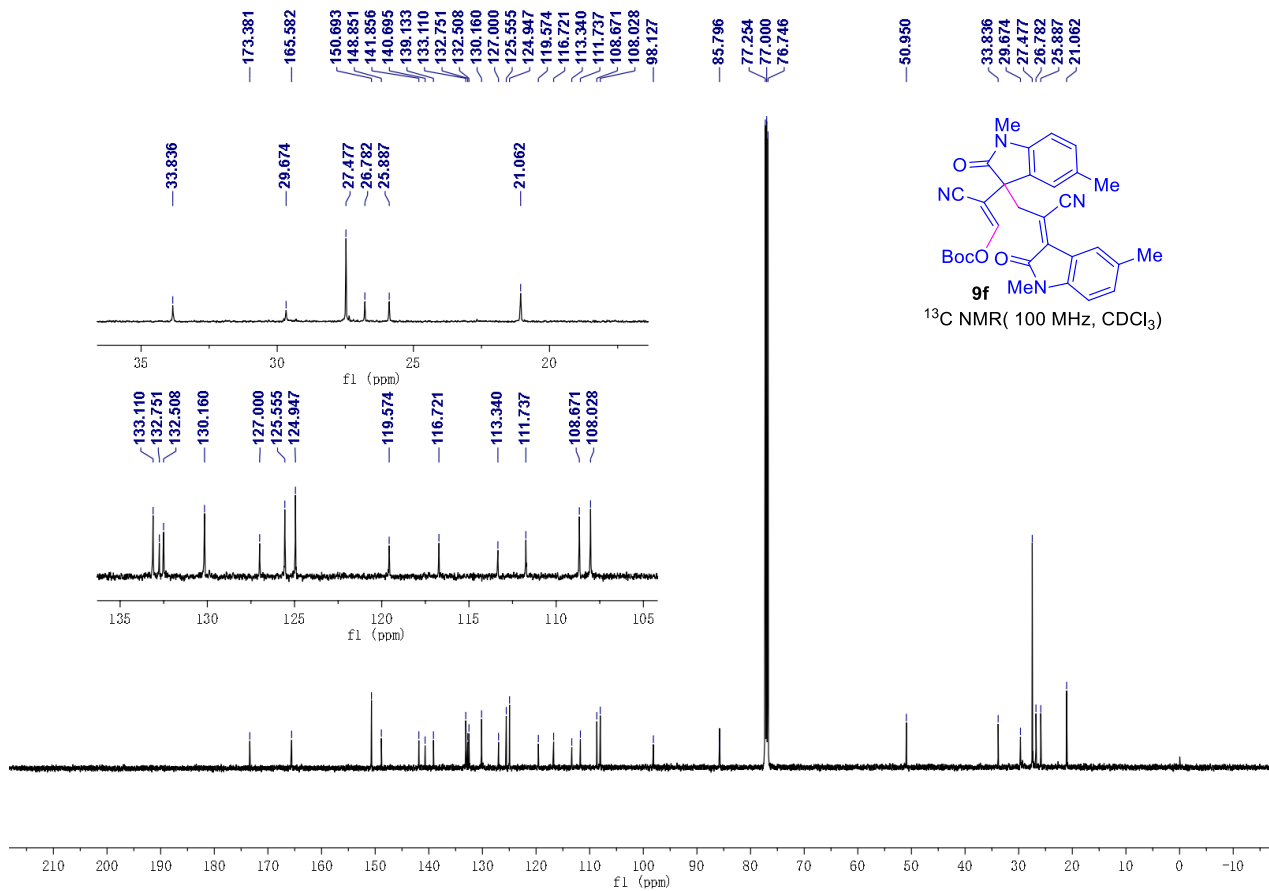 173.381
165.582
150.693
148.851
141.856
140.695
139.133
133.110
132.751
132.508
130.160
127.000
125.555
124.947
119.574
116.721
113.340
111.737
108.671
108.028
98.127
85.796
77.254
77.000
76.746
50.950
33.836
29.674
27.477
26.782
25.887
21.062
33.836
29.674
27.477
26.782
25.887
21.062
35 30 25 20
f1 (ppm)
133.110
132.751
132.508
130.160
127.000
125.555
124.947
119.574
116.721
113.340
111.737
108.671
108.028
135 130 125 120 115 110 105
f1 (ppm)
Me
N
O
Me
NC
CN
BocO
O
Me
N
Me
9f
¹³C NMR( 100 MHz, CDCl₃)
210 200 190 180 170 160 150 140 130 120 110 100 90 80 70 60 50 40 30 20 10 0 -10
f1 (ppm)